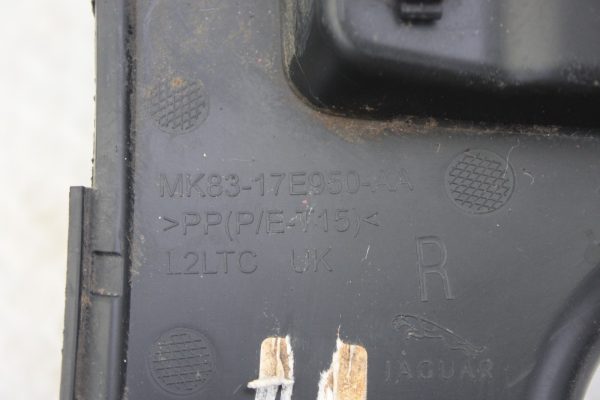 MK83-17E950-AA
>PP(P/E-T15)<
L2LTC UK
R
JAGUAR